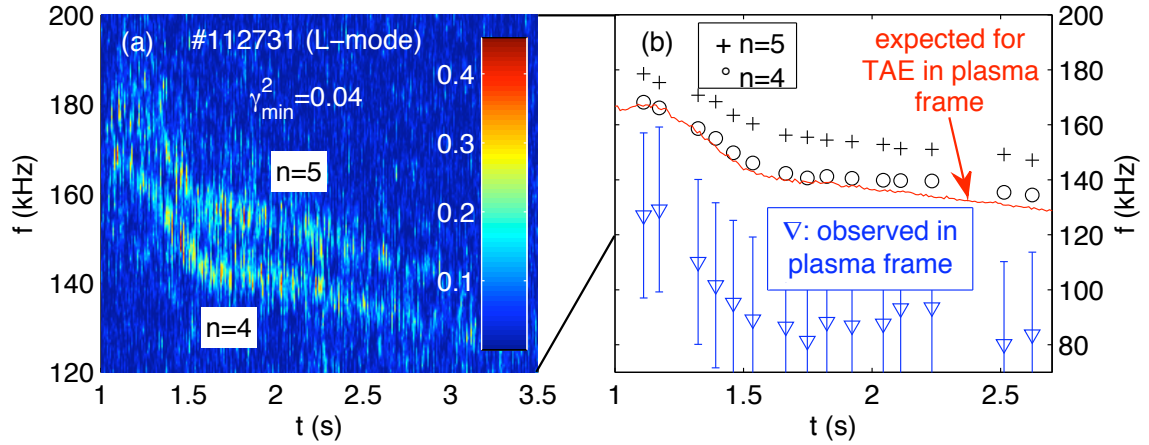 (a)
#112731 (L-mode)
γ²min=0.04
n=5
n=4
200
180
160
140
120
f (kHz)
1
1.5
2
2.5
3
3.5
t (s)
0.4
0.3
0.2
0.1
(b)
+ n=5
○ n=4
expected for
TAE in plasma
frame
∇: observed in
plasma frame
200
180
160
140
120
100
80
f (kHz)
1
1.5
2
2.5
t (s)